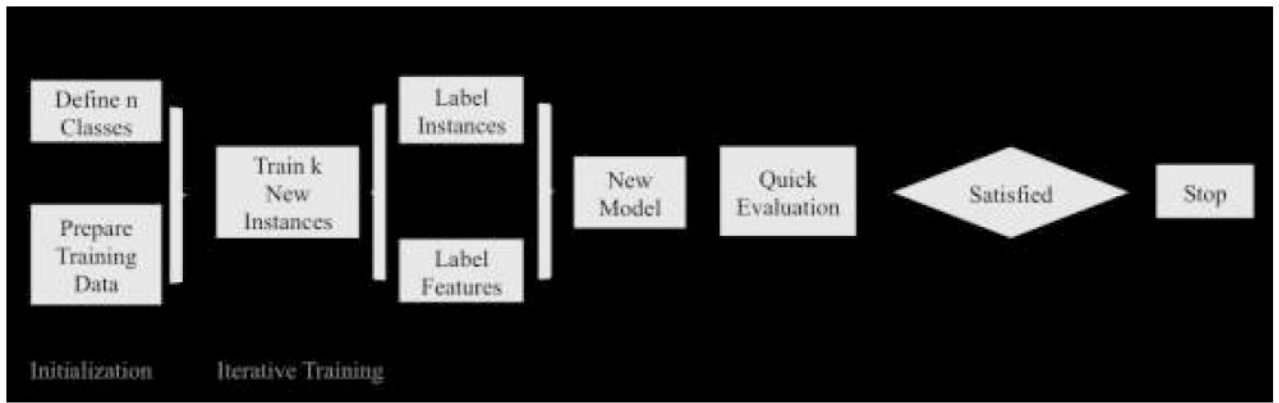 Define n
Classes
Prepare
Training
Data
Train k
New
Instances
Label
Instances
Label
Features
New
Model
Quick
Evaluation
Satisfied
Stop
Initialization
Iterative Training